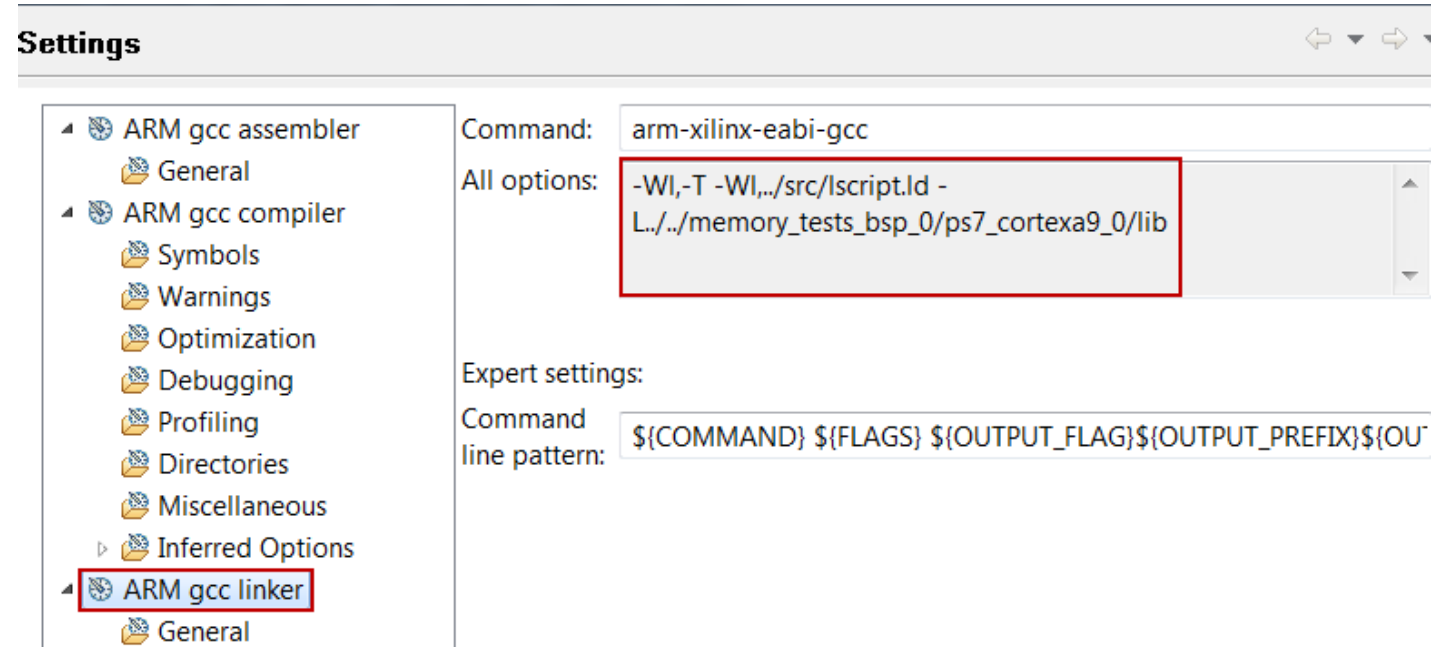 Settings
ARM gcc assembler
General
ARM gcc compiler
Symbols
Warnings
Optimization
Debugging
Profiling
Directories
Miscellaneous
Inferred Options
ARM gcc linker
General
Command: arm-xilinx-eabi-gcc
All options: -Wl,-T -Wl,../src/lscript.ld -
L../../memory_tests_bsp_0/ps7_cortexa9_0/lib
Expert settings:
Command
line pattern: ${COMMAND} ${FLAGS} ${OUTPUT_FLAG}${OUTPUT_PREFIX}${OU